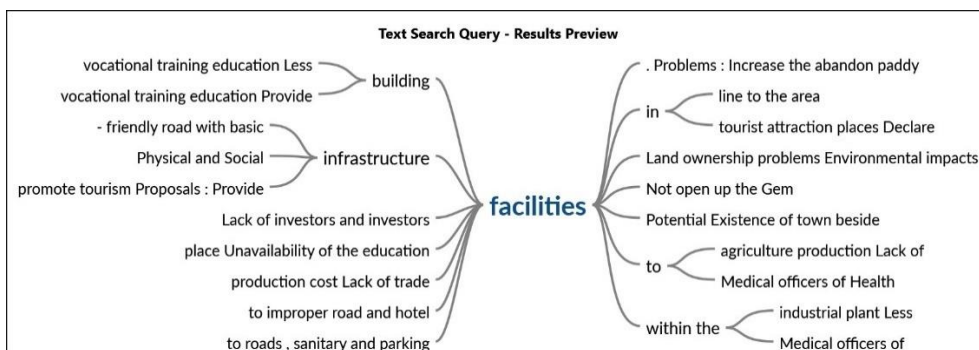 Text Search Query - Results Preview
vocational training education Less
vocational training education Provide
building
- friendly road with basic
Physical and Social
promote tourism Proposals : Provide
infrastructure
Lack of investors and investors
place Unavailability of the education
production cost Lack of trade
to improper road and hotel
to roads , sanitary and parking
facilities
. Problems : Increase the abandon paddy
in
line to the area
tourist attraction places Declare
Land ownership problems Environmental impacts
Not open up the Gem
Potential Existence of town beside
to
agriculture production Lack of
Medical officers of Health
within the
industrial plant Less
Medical officers of